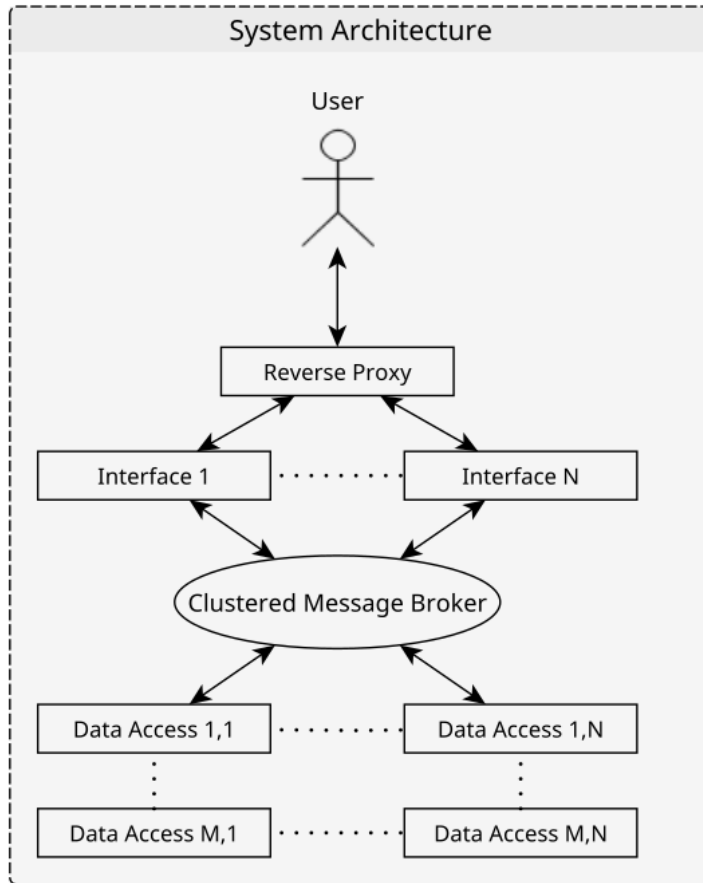 System Architecture
User
Reverse Proxy
Interface 1
Interface N
Clustered Message Broker
Data Access 1,1
Data Access 1,N
Data Access M,1
Data Access M,N